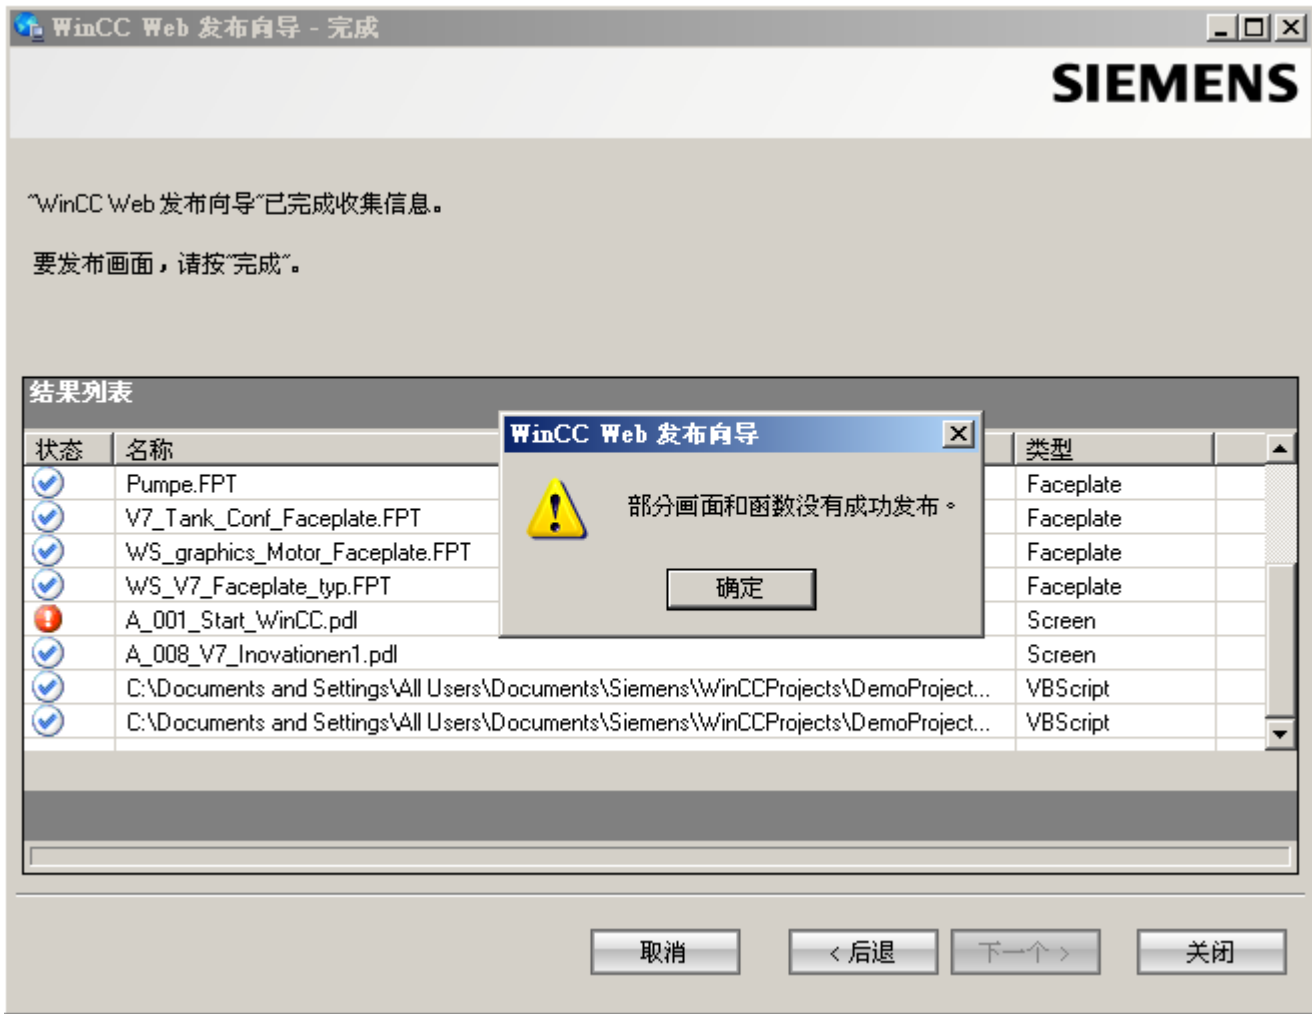 WinCC Web 发布向导 - 完成
SIEMENS
"WinCC Web 发布向导"已完成收集信息。
要发布画面，请按"完成"。
结果列表
状态 名称 类型
WinCC Web 发布向导
部分画面和函数没有成功发布。
确定
Pumpe.FPT Faceplate
V7_Tank_Conf_Faceplate.FPT Faceplate
WS_graphics_Motor_Faceplate.FPT Faceplate
WS_V7_Faceplate_typ.FPT Faceplate
A_001_Start_WinCC.pdl Screen
A_008_V7_Inovationen1.pdl Screen
C:\Documents and Settings\All Users\Documents\Siemens\WinCCProjects\DemoProject... VBScript
C:\Documents and Settings\All Users\Documents\Siemens\WinCCProjects\DemoProject... VBScript
取消 < 后退 下一个 > 关闭